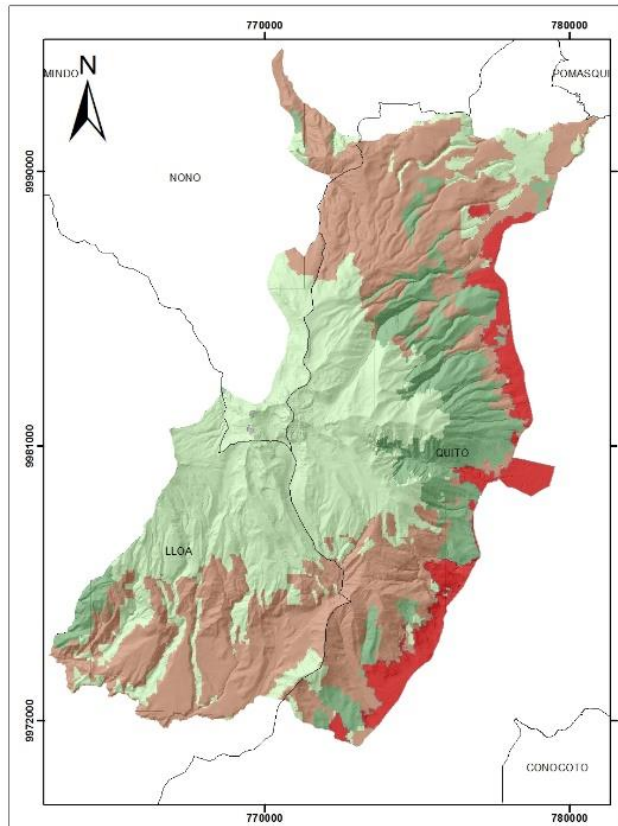 770000
780000
MINDO
N
POMASQUI
9990000
NONO
9981000
QUITO
LLOA
9972000
CONOCOTO
770000
780000